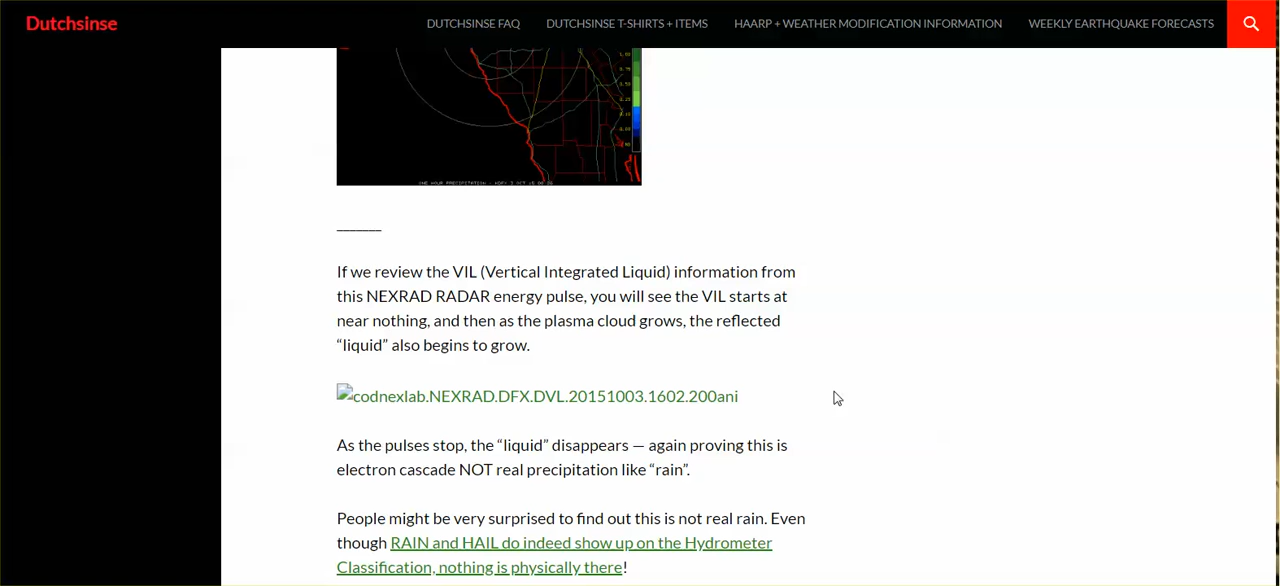 Dutchsinse
DUTCHSINSE FAQ DUTCHSINSE T-SHIRTS + ITEMS HAARP + WEATHER MODIFICATION INFORMATION WEEKLY EARTHQUAKE FORECASTS
_______
If we review the VIL (Vertical Integrated Liquid) information from
this NEXRAD RADAR energy pulse, you will see the VIL starts at
near nothing, and then as the plasma cloud grows, the reflected
“liquid” also begins to grow.
codnexlab.NEXRAD.DFX.DVL.20151003.1602.200ani
As the pulses stop, the “liquid” disappears — again proving this is
electron cascade NOT real precipitation like “rain”.
People might be very surprised to find out this is not real rain. Even
though RAIN and HAIL do indeed show up on the Hydrometer
Classification, nothing is physically there!